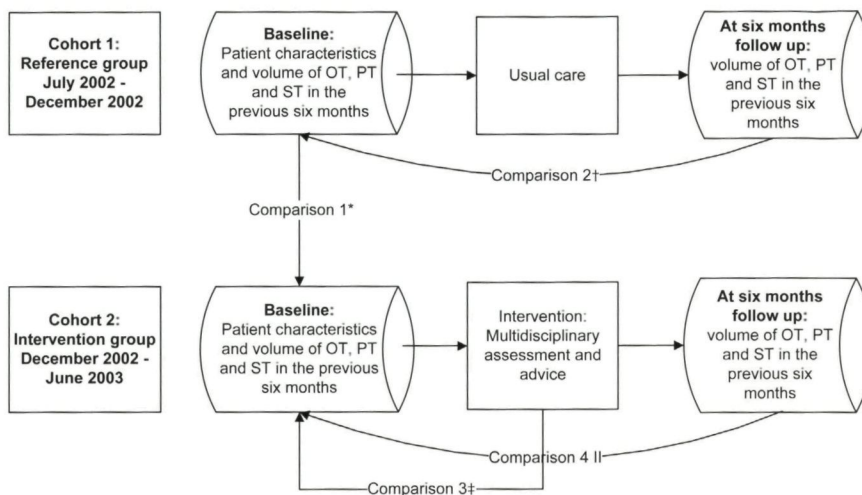 Cohort 1:
Reference group
July 2002 -
December 2002
Baseline:
Patient characteristics
and volume of OT, PT
and ST in the
previous six months
Usual care
At six months
follow up:
volume of OT, PT
and ST in the
previous six
months
Comparison 2†
Comparison 1*
Cohort 2:
Intervention group
December 2002 -
June 2003
Baseline:
Patient characteristics
and volume of OT, PT
and ST in the previous
six months
Intervention:
Multidisciplinary
assessment and
advice
At six months
follow up:
volume of OT, PT
and ST in the
previous six
months
Comparison 4 II
Comparison 3‡